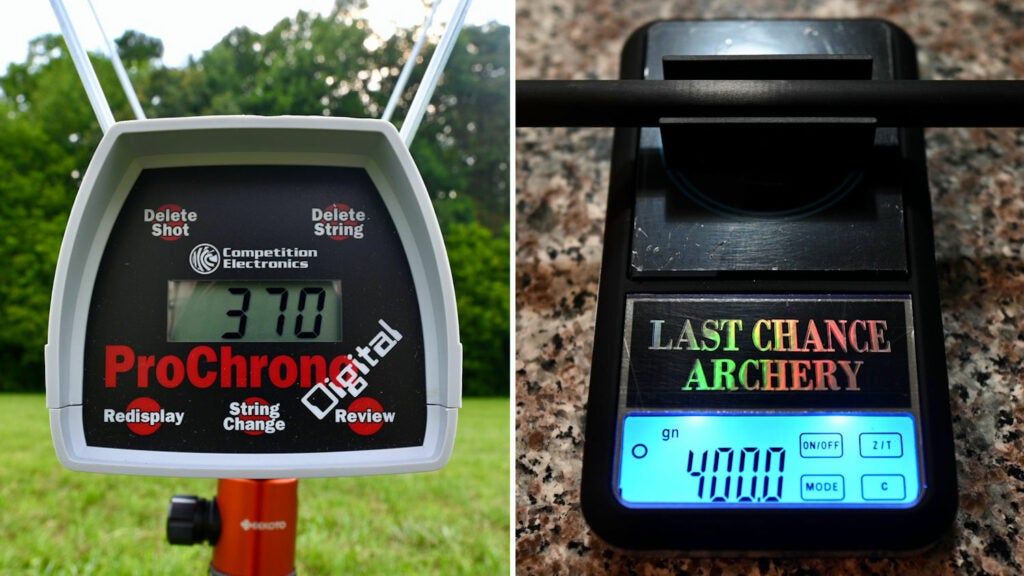 Delete
Shot
Delete
String
Competition
Electronics
370
ProChrono
Digital
Redisplay
String
Change
Review
LAST CHANCE
ARCHERY
gn
400.0
ON/OFF
Z/T
MODE
C